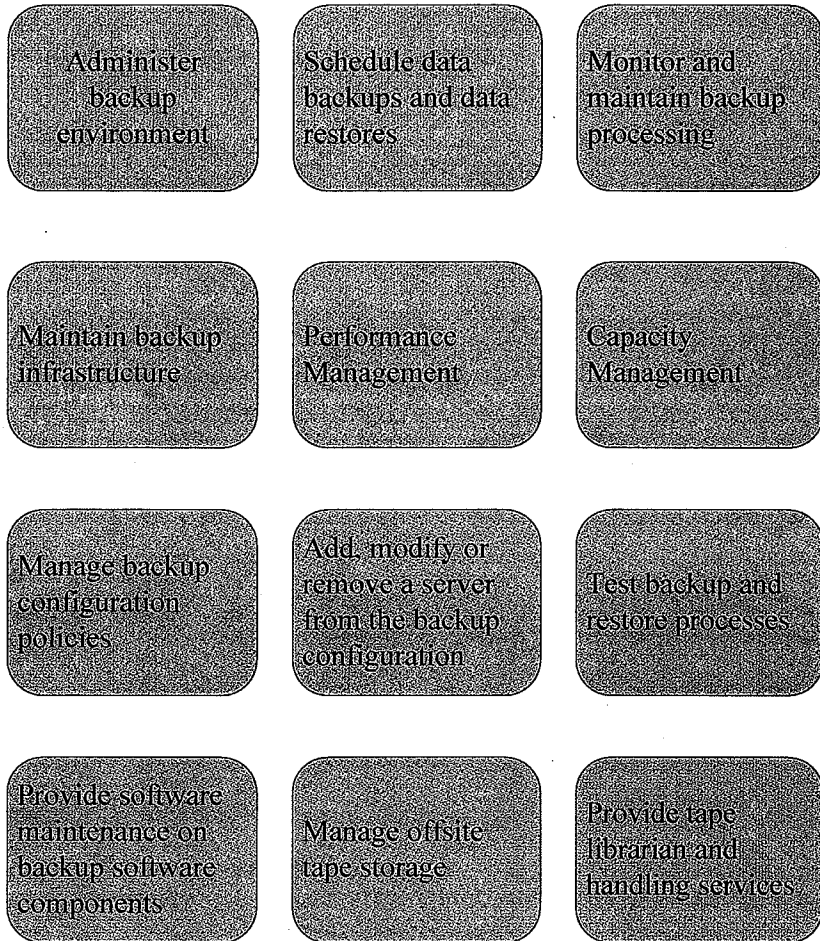 Administer
backup
environment
Schedule data
backups and data
restores
Monitor and
maintain backup
processing
Maintain backup
infrastructure
Performance
Management
Capacity
Management
Manage backup
configuration
policies
Add, modify or
remove a server
from the backup
configuration
Test backup and
restore processes
Provide software
maintenance on
backup software
components
Manage offsite
tape storage
Provide tape
librarian and
handling services